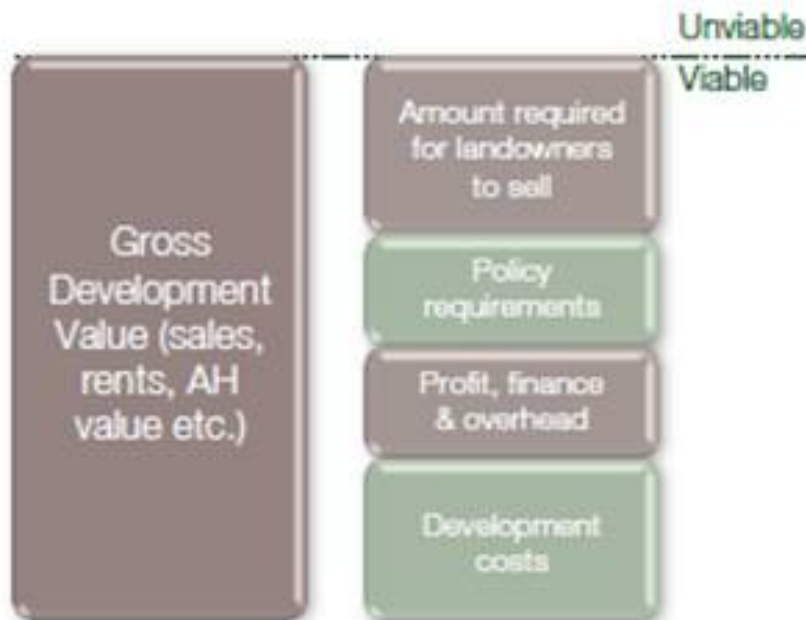 Unviable
Viable
Gross
Development
Value (sales,
rents, AH
value etc.)
Amount required
for landowners
to sell
Policy
requirements
Profit, finance
& overhead
Development
costs